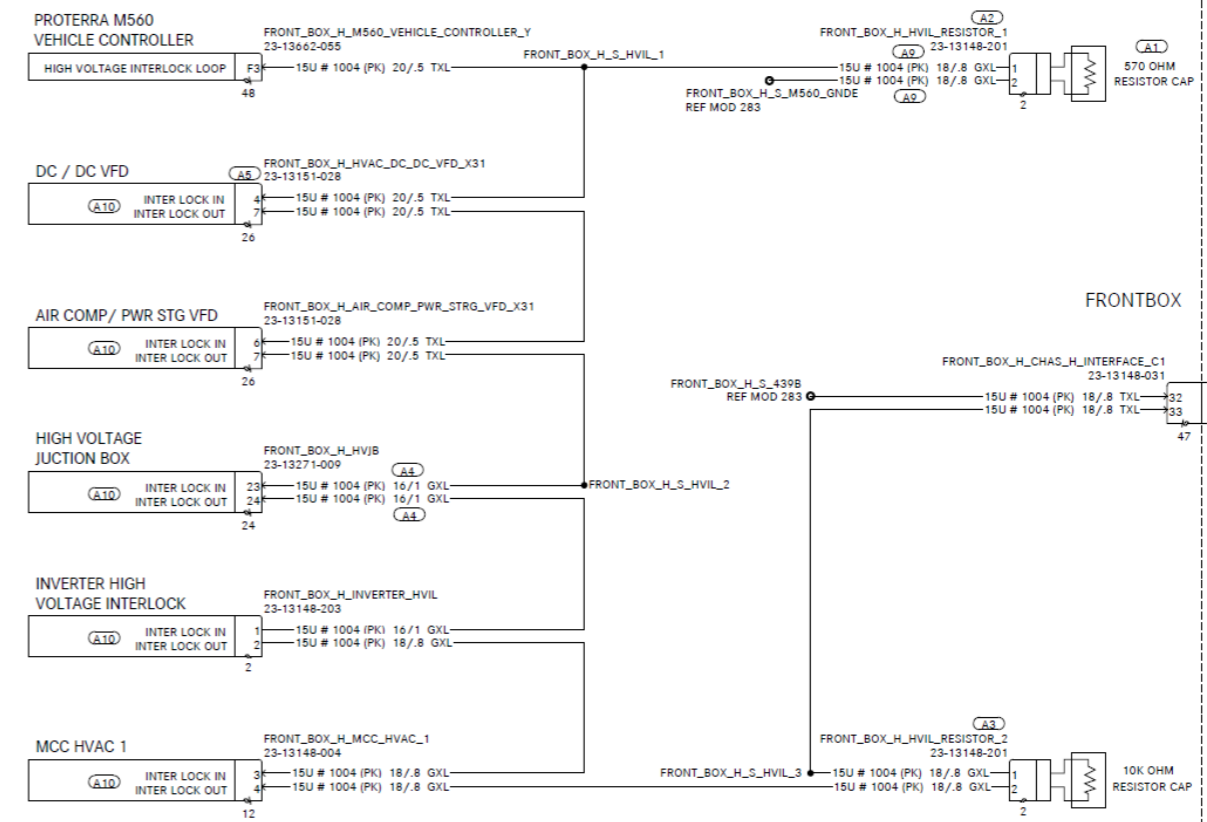 PROTERRA M560
VEHICLE CONTROLLER
FRONT_BOX_H_M560_VEHICLE_CONTROLLER_Y
23-13662-055
HIGH VOLTAGE INTERLOCK LOOP F3
15U # 1004 (PK) 20/.5 TXL
48
FRONT_BOX_H_S_HVIL_1
A2
FRONT_BOX_H_HVIL_RESISTOR_1
23-13148-201
A9
15U # 1004 (PK) 18/.8 GXL 1
15U # 1004 (PK) 18/.8 GXL 2
A9
2
FRONT_BOX_H_S_M560_GNDE
REF MOD 283
A1
570 OHM
RESISTOR CAP
DC / DC VFD
A5
FRONT_BOX_H_HVAC_DC_DC_VFD_X31
23-13151-028
A10
INTER LOCK IN 4 15U # 1004 (PK) 20/.5 TXL
INTER LOCK OUT 7 15U # 1004 (PK) 20/.5 TXL
26
AIR COMP/ PWR STG VFD
FRONT_BOX_H_AIR_COMP_PWR_STRG_VFD_X31
23-13151-028
A10
INTER LOCK IN 6 15U # 1004 (PK) 20/.5 TXL
INTER LOCK OUT 7 15U # 1004 (PK) 20/.5 TXL
26
FRONTBOX
FRONT_BOX_H_CHAS_H_INTERFACE_C1
23-13148-031
FRONT_BOX_H_S_439B
REF MOD 283
15U # 1004 (PK) 18/.8 TXL 32
15U # 1004 (PK) 18/.8 TXL 33
47
HIGH VOLTAGE
JUCTION BOX
FRONT_BOX_H_HVJB
23-13271-009
A4
A10
INTER LOCK IN 23 15U # 1004 (PK) 16/1 GXL
INTER LOCK OUT 24 15U # 1004 (PK) 16/1 GXL
A4
24
FRONT_BOX_H_S_HVIL_2
INVERTER HIGH
VOLTAGE INTERLOCK
FRONT_BOX_H_INVERTER_HVIL
23-13148-203
A10
INTER LOCK IN 1 15U # 1004 (PK) 16/1 GXL
INTER LOCK OUT 2 15U # 1004 (PK) 18/.8 GXL
2
MCC HVAC 1
FRONT_BOX_H_MCC_HVAC_1
23-13148-004
A10
INTER LOCK IN 3 15U # 1004 (PK) 18/.8 GXL
INTER LOCK OUT 4 15U # 1004 (PK) 18/.8 GXL
12
A3
FRONT_BOX_H_HVIL_RESISTOR_2
23-13148-201
FRONT_BOX_H_S_HVIL_3
15U # 1004 (PK) 18/.8 GXL 1
15U # 1004 (PK) 18/.8 GXL 2
2
10K OHM
RESISTOR CAP